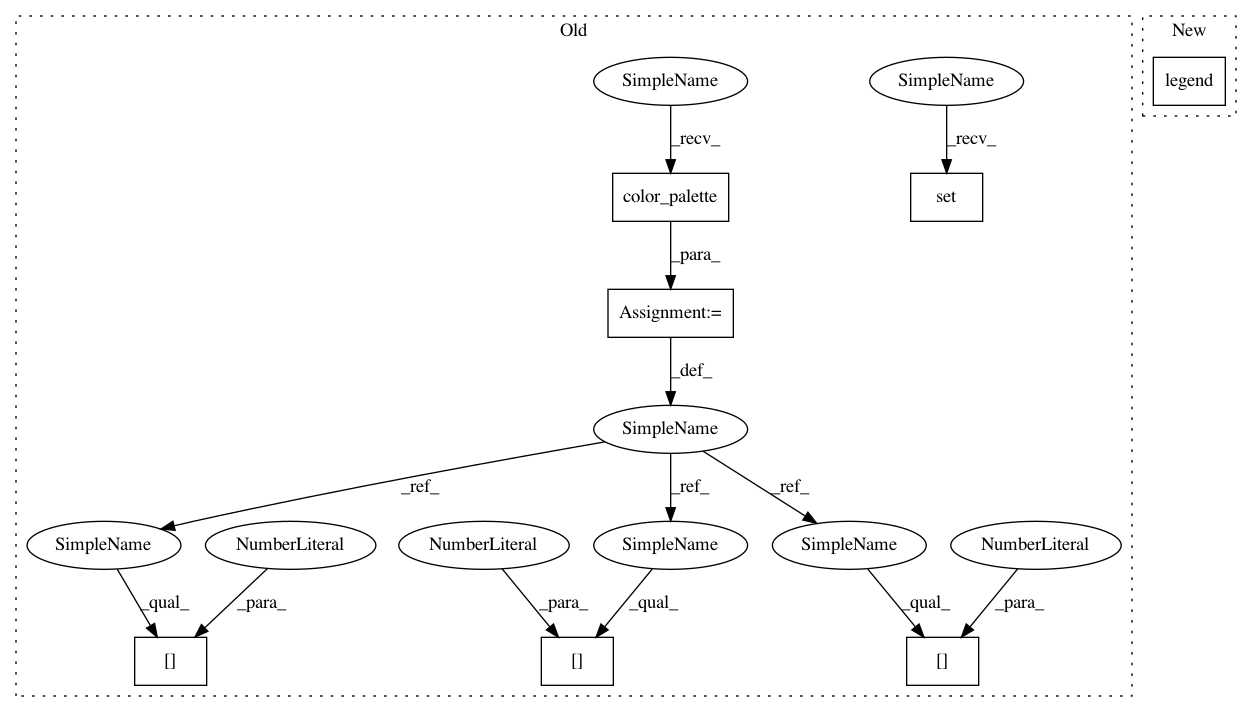 Old
New
SimpleName
SimpleName
legend
_recv_
_recv_
color_palette
set
_para_
Assignment:=
_def_
SimpleName
_ref_
_ref_
_ref_
SimpleName
NumberLiteral
NumberLiteral
SimpleName
SimpleName
NumberLiteral
_qual_
_para_
_para_
_qual_
_qual_
_para_
[]
[]
[]